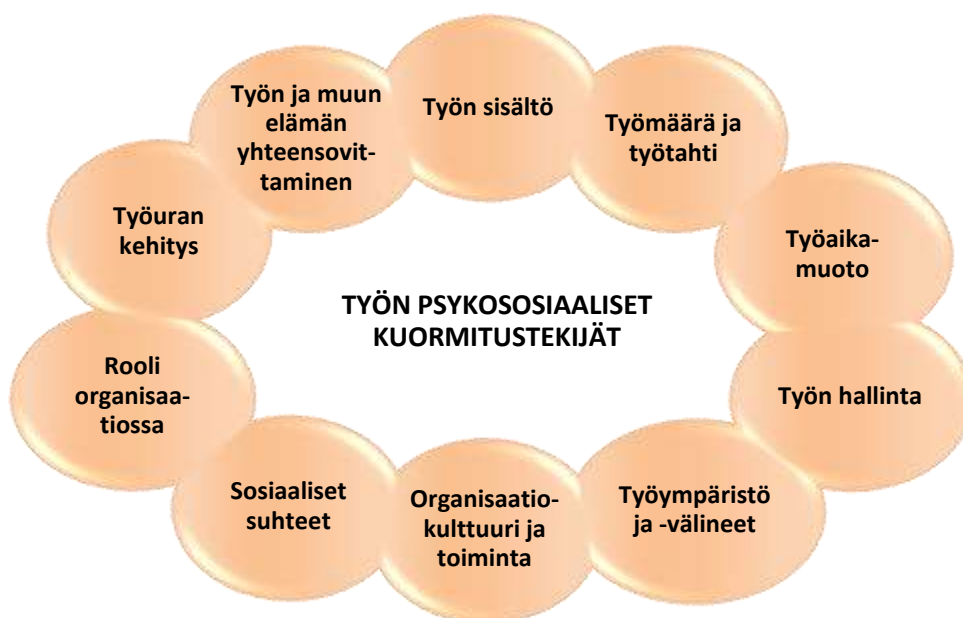 Työn sisältö
Työmäärä ja
työtahti
Työaika-
muoto
Työn hallinta
Työympäristö
ja -välineet
Organisaatio-
kulttuuri ja
toiminta
Sosiaaliset
suhteet
Rooli
organisaa-
tiossa
Työuran
kehitys
Työn ja muun
elämän
yhteensovit-
taminen
TYÖN PSYKOSOSIAALISET
KUORMITUSTEKIJÄT